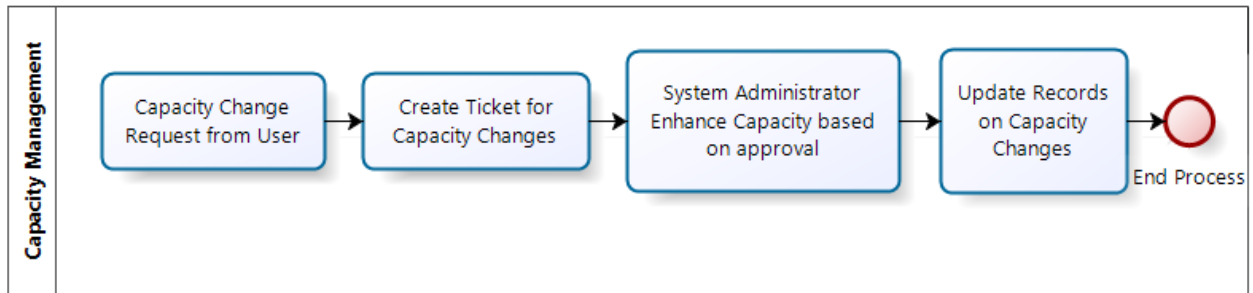 Capacity Management
Capacity Change
Request from User
Create Ticket for
Capacity Changes
System Administrator
Enhance Capacity based
on approval
Update Records
on Capacity
Changes
End Process